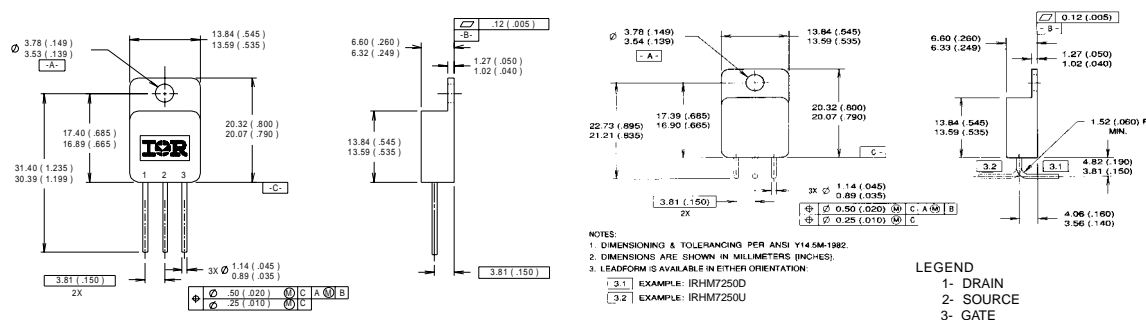 Ø 3.78 ( .149 )
3.53 ( .139 )
-A-
13.84 ( .545 )
13.59 ( .535 )
17.40 ( .685 )
16.89 ( .665 )
31.40 ( 1.235 )
30.39 ( 1.199 )
20.32 ( .800 )
20.07 ( .790 )
IOR
1 2 3
-C-
3.81 ( .150 )
2X
3X Ø 1.14 ( .045 )
0.89 ( .035 )
Ø .50 ( .020 ) Ⓜ C A Ⓜ B
Ø .25 ( .010 ) Ⓜ C
.12 ( .005 )
-B-
6.60 ( .260 )
6.32 ( .249 )
1.27 ( .050 )
1.02 ( .040 )
13.84 ( .545 )
13.59 ( .535 )
3.81 ( .150 )
Ø 3.78 (.149)
3.54 (.139)
- A -
13.84 (.545)
13.59 (.535)
17.39 (.685)
16.90 (.665)
22.73 (.895)
21.21 (.835)
20.32 (.800)
20.07 (.790)
C -
3.81 (.150)
2X
3X Ø 1.14 (.045)
0.89 (.035)
Ø 0.50 (.020) Ⓜ C A Ⓜ B
Ø 0.25 (.010) Ⓜ C
0.12 (.005)
- B -
6.60 (.260)
6.33 (.249)
1.27 (.050)
1.02 (.040)
13.84 (.545)
13.59 (.535)
1.52 (.060) R
MIN.
3.2
3.1
4.82 (.190)
3.81 (.150)
4.06 (.160)
3.56 (.140)
NOTES:
1. DIMENSIONING & TOLERANCING PER ANSI Y14.5M-1982.
2. DIMENSIONS ARE SHOWN IN MILLIMETERS (INCHES).
3. LEADFORM IS AVAILABLE IN EITHER ORIENTATION:
3.1 EXAMPLE: IRHM7250D
3.2 EXAMPLE: IRHM7250U
LEGEND
1- DRAIN
2- SOURCE
3- GATE